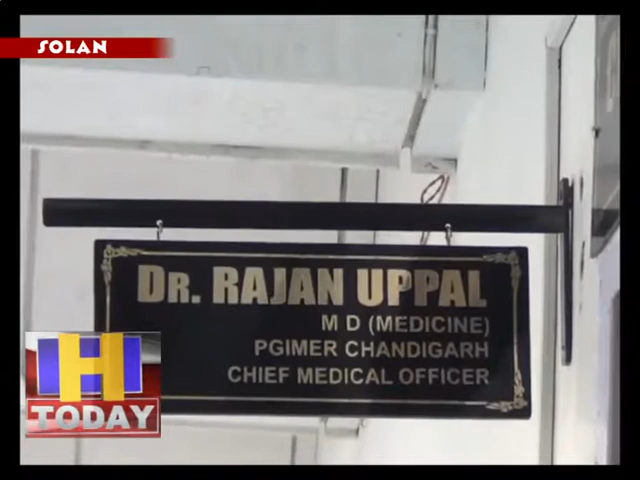 SOLAN
DR. RAJAN UPPAL
M D (MEDICINE)
PGIMER CHANDIGARH
CHIEF MEDICAL OFFICER
H
TODAY